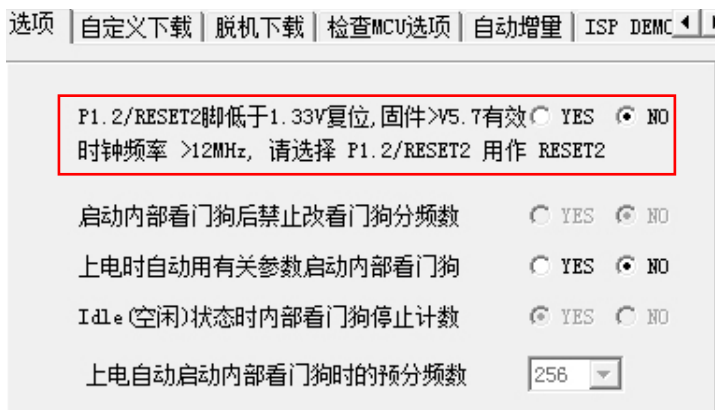 选项 自定义下载 脱机下载 检查MCU选项 自动增量 ISP DEMO
P1.2/RESET2脚低于1.33V复位,固件>V5.7有效 YES NO
时钟频率 >12MHz, 请选择 P1.2/RESET2 用作 RESET2
启动内部看门狗后禁止改看门狗分频数 YES NO
上电时自动用有关参数启动内部看门狗 YES NO
Idle(空闲)状态时内部看门狗停止计数 YES NO
上电自动启动内部看门狗时的预分频数 256